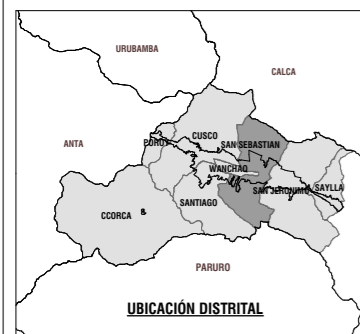 URUBAMBA
CALCA
ANTA
CUSCO
POROY
SAN SEBASTIAN
WANCHAQ
SAN JERONIMO
SAYLLA
SANTIAGO
CCORCA
PARURO
UBICACIÓN DISTRITAL